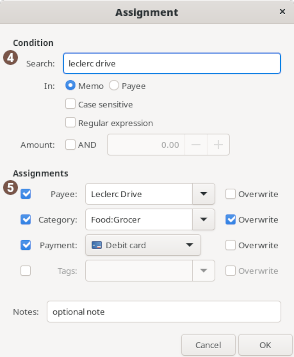 Assignment
×
Condition
4
Search: leclerc drive
In: Memo Payee
Case sensitive
Regular expression
Amount: AND 0.00 — +
Assignments
5
Payee: Leclerc Drive Overwrite
Category: Food:Grocer Overwrite
Payment: Debit card Overwrite
Tags: Overwrite
Notes: optional note
Cancel OK